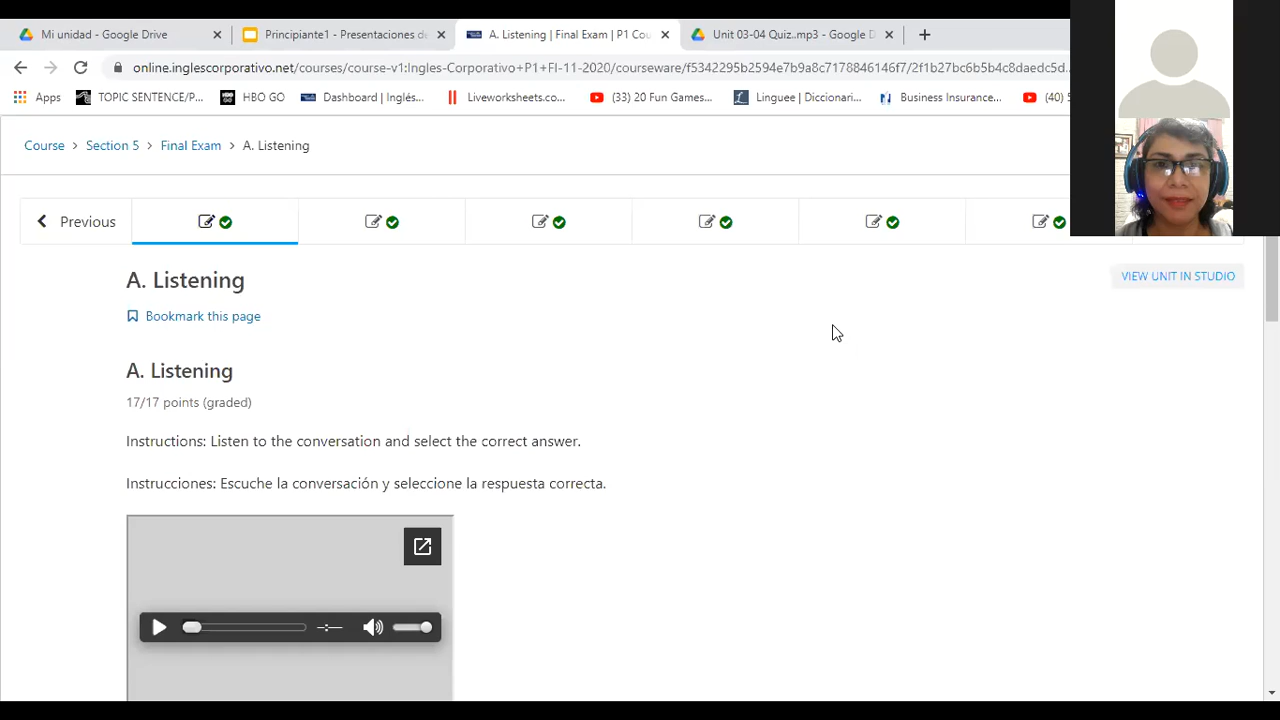 Mi unidad - Google Drive
Principiante1 - Presentaciones de
A. Listening | Final Exam | P1 Cou
Unit 03-04 Quiz..mp3 - Google D
online.inglescorporativo.net/courses/course-v1:Ingles-Corporativo+P1+FI-11-2020/courseware/f5342295b2594e7b9a8c7178846146f7/2f1b27bc6b5b4c8daedc5d...
Apps
TOPIC SENTENCE/P...
HBO GO
Dashboard | Inglés...
Liveworksheets.co...
(33) 20 Fun Games...
Linguee | Diccionari...
Business Insurance...
(40) 5
Course > Section 5 > Final Exam > A. Listening
Previous
A. Listening
VIEW UNIT IN STUDIO
Bookmark this page
A. Listening
17/17 points (graded)
Instructions: Listen to the conversation and select the correct answer.
Instrucciones: Escuche la conversación y seleccione la respuesta correcta.